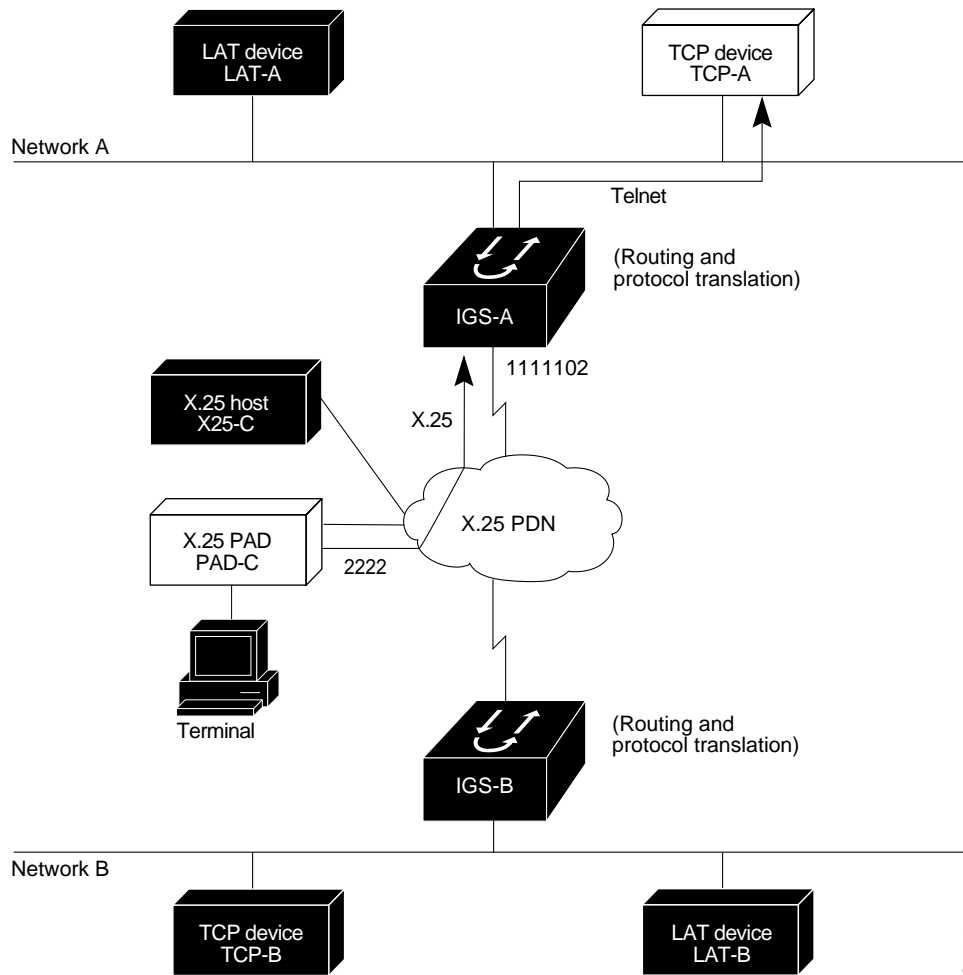 LAT device
LAT-A
TCP device
TCP-A
Network A
Telnet
(Routing and
protocol translation)
IGS-A
1111102
X.25 host
X25-C
X.25
X.25 PDN
X.25 PAD
PAD-C
2222
Terminal
(Routing and
protocol translation)
IGS-B
Network B
TCP device
TCP-B
LAT device
LAT-B